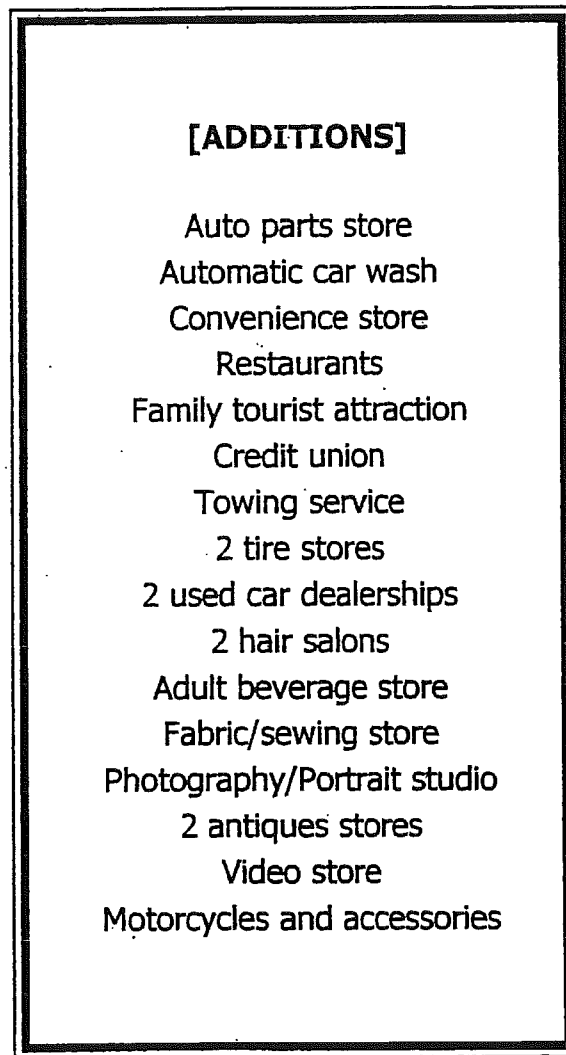 [ADDITIONS]
Auto parts store
Automatic car wash
Convenience store
Restaurants
Family tourist attraction
Credit union
Towing service
2 tire stores
2 used car dealerships
2 hair salons
Adult beverage store
Fabric/sewing store
Photography/Portrait studio
2 antiques stores
Video store
Motorcycles and accessories